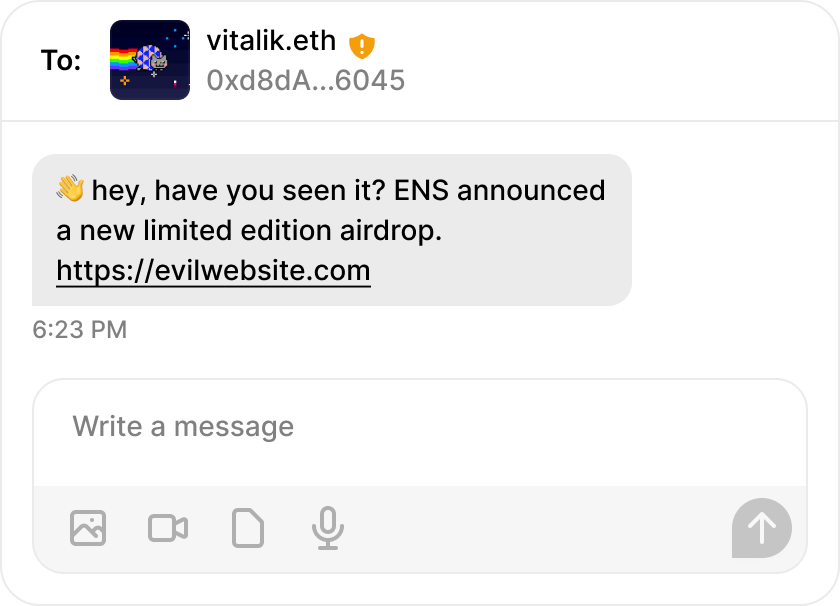 To:
vitalik.eth
0xd8dA...6045
👋 hey, have you seen it? ENS announced
a new limited edition airdrop.
https://evilwebsite.com
6:23 PM
Write a message